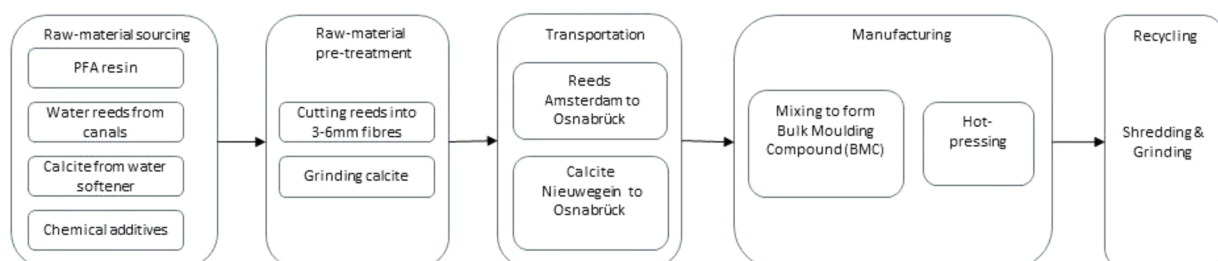 Raw-material sourcing
PFA resin
Water reeds from
canals
Calcite from water
softener
Chemical additives
Raw-material
pre-treatment
Cutting reeds into
3-6mm fibres
Grinding calcite
Transportation
Reeds
Amsterdam to
Osnabrück
Calcite
Nieuwegein to
Osnabrück
Manufacturing
Mixing to form
Bulk Moulding
Compound (BMC)
Hot-
pressing
Recycling
Shredding &
Grinding